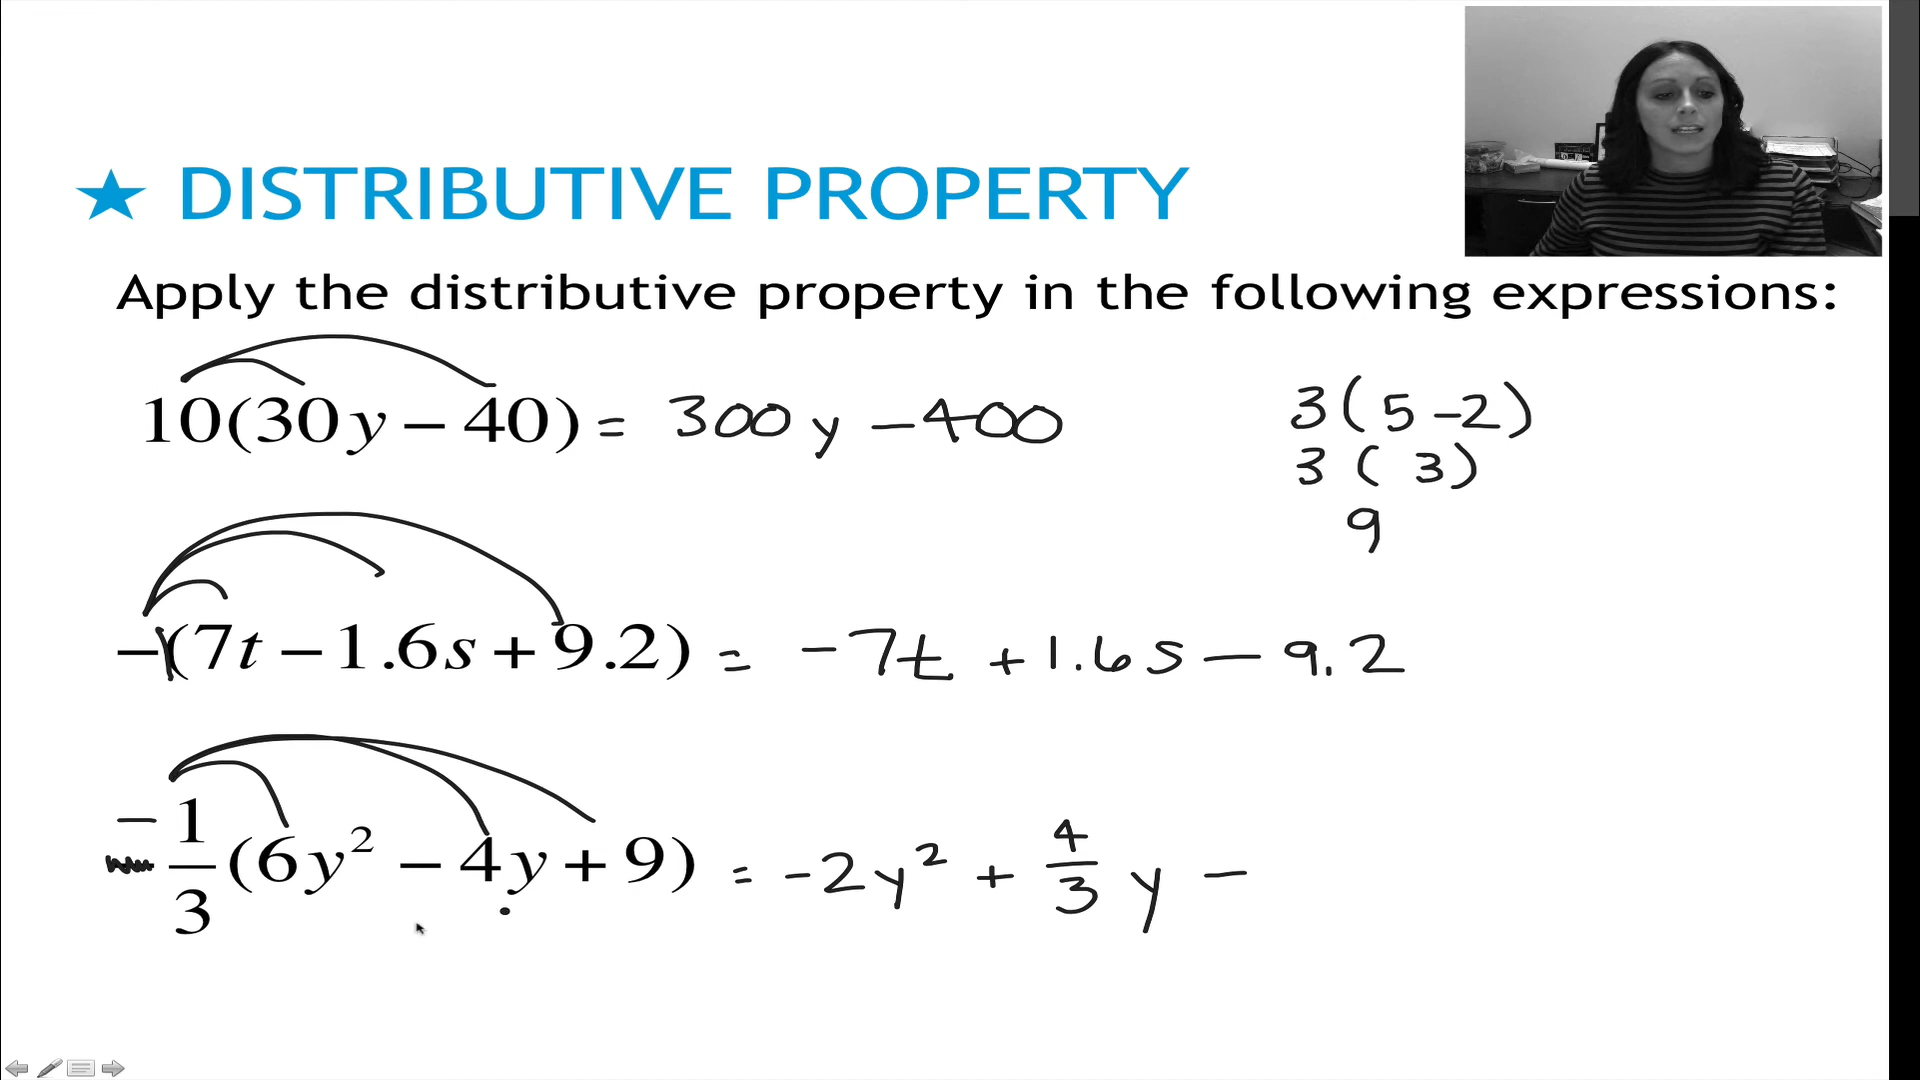 ★ DISTRIBUTIVE PROPERTY
Apply the distributive property in the following expressions:
10(30y – 40) = 300y – 400
3(5 – 2)
3(3)
9
–1(7t – 1.6s + 9.2) = –7t + 1.6s – 9.2
–1/3(6y² – 4y + 9) = –2y² + 4/3 y –